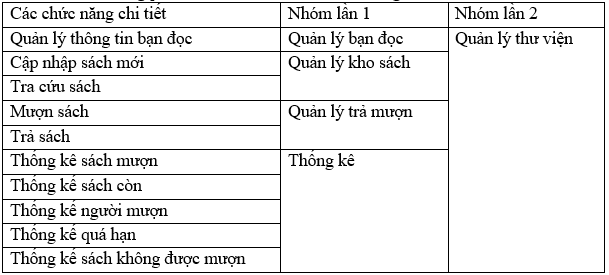 Các chức năng chi tiết Nhóm lần 1 Nhóm lần 2
Quản lý thông tin bạn đọc Quản lý bạn đọc Quản lý thư viện
Cập nhập sách mới Quản lý kho sách
Tra cứu sách
Mượn sách Quản lý trả mượn
Trả sách
Thống kê sách mượn Thống kê
Thống kế sách còn
Thống kế người mượn
Thống kế quá hạn
Thống kế sách không được mượn